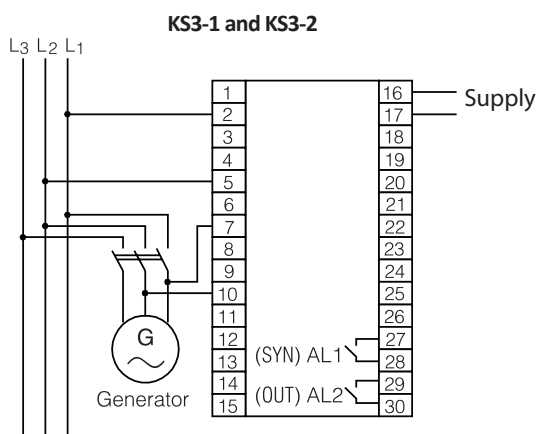 KS3-1 and KS3-2
L3 L2 L1
1 16
Supply
2 17
3 18
4 19
5 20
6 21
7 22
8 23
9 24
10 25
11 26
G
12 27
(SYN) AL1
13 28
14 29
(OUT) AL2
Generator
15 30